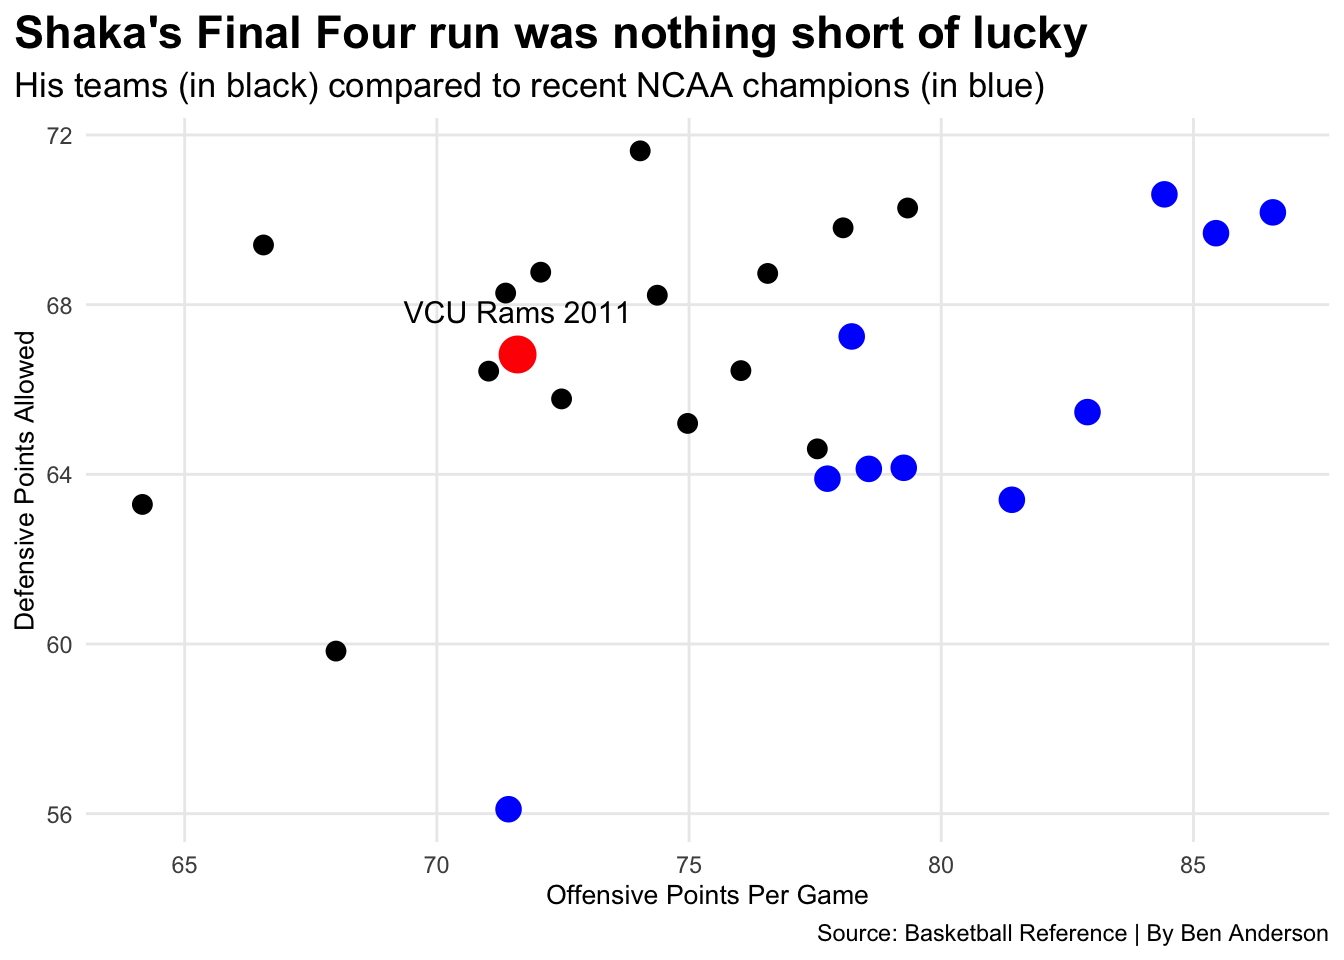 Shaka's Final Four run was nothing short of lucky
His teams (in black) compared to recent NCAA champions (in blue)
72
68
64
60
56
Defensive Points Allowed
VCU Rams 2011
65 70 75 80 85
Offensive Points Per Game
Source: Basketball Reference | By Ben Anderson